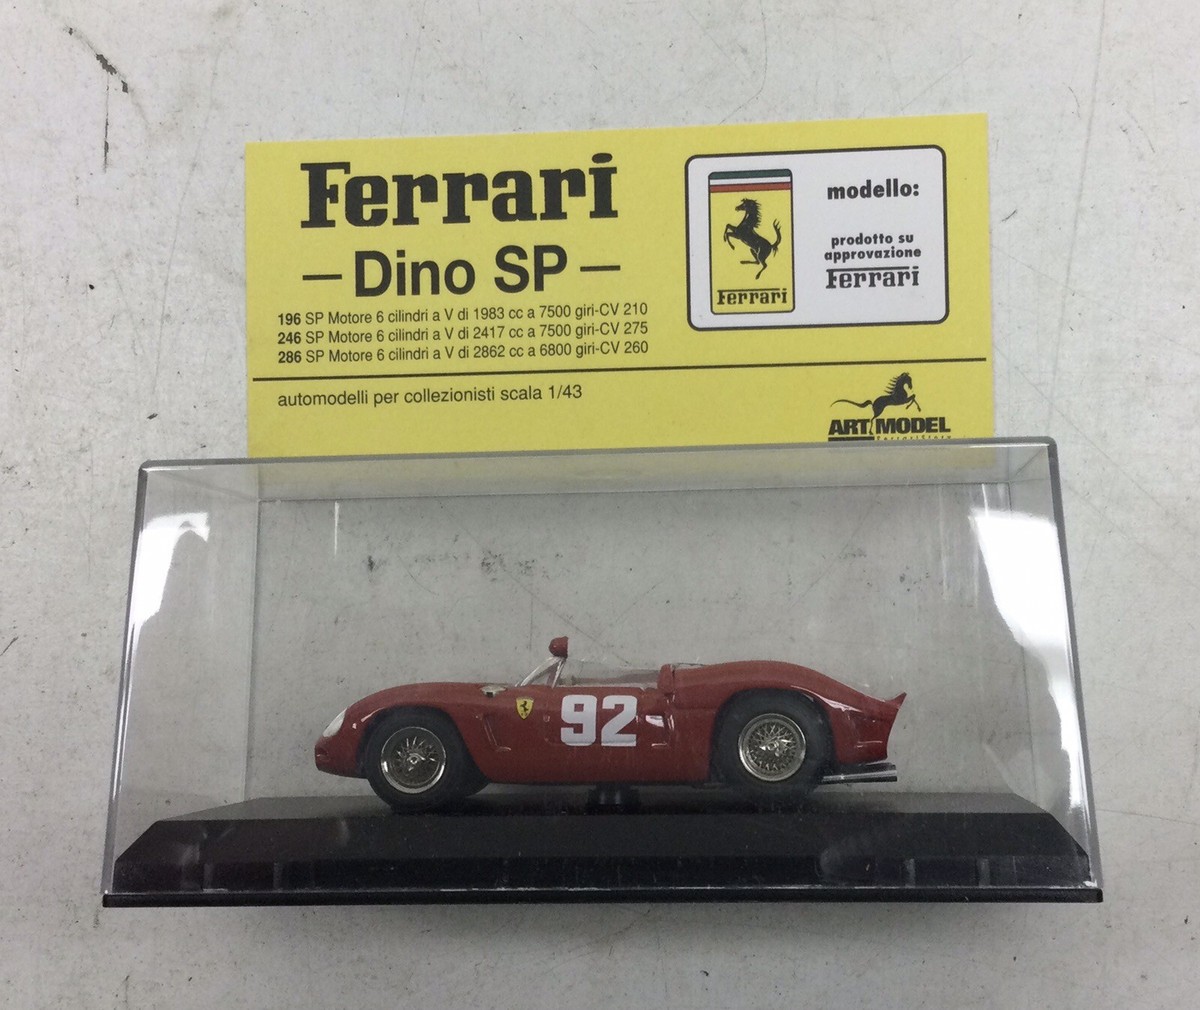 Ferrari
– Dino SP –
196 SP Motore 6 cilindri a V di 1983 cc a 7500 giri-CV 210
246 SP Motore 6 cilindri a V di 2417 cc a 7500 giri-CV 275
286 SP Motore 6 cilindri a V di 2862 cc a 6800 giri-CV 260
automodelli per collezionisti scala 1/43
Ferrari
modello:
prodotto su
approvazione
Ferrari
ART MODEL
92